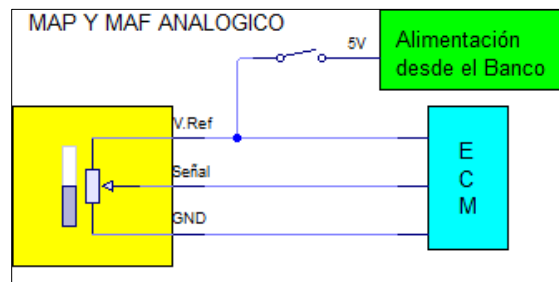 MAP Y MAF ANALOGICO
5V
Alimentación
desde el Banco
V.Ref
Señal
GND
E
C
M